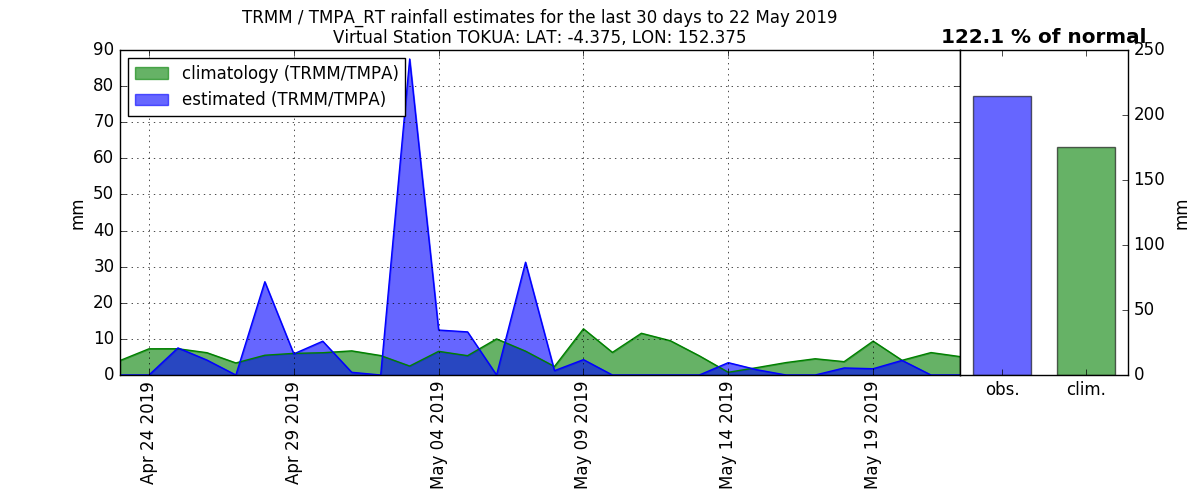 TRMM / TMPA_RT rainfall estimates for the last 30 days to 22 May 2019
Virtual Station TOKUA: LAT: -4.375, LON: 152.375
122.1 % of normal
climatology (TRMM/TMPA)
estimated (TRMM/TMPA)
mm
90
80
70
60
50
40
30
20
10
0
Apr 24 2019
Apr 29 2019
May 04 2019
May 09 2019
May 14 2019
May 19 2019
obs.
clim.
250
200
150
100
50
0
mm